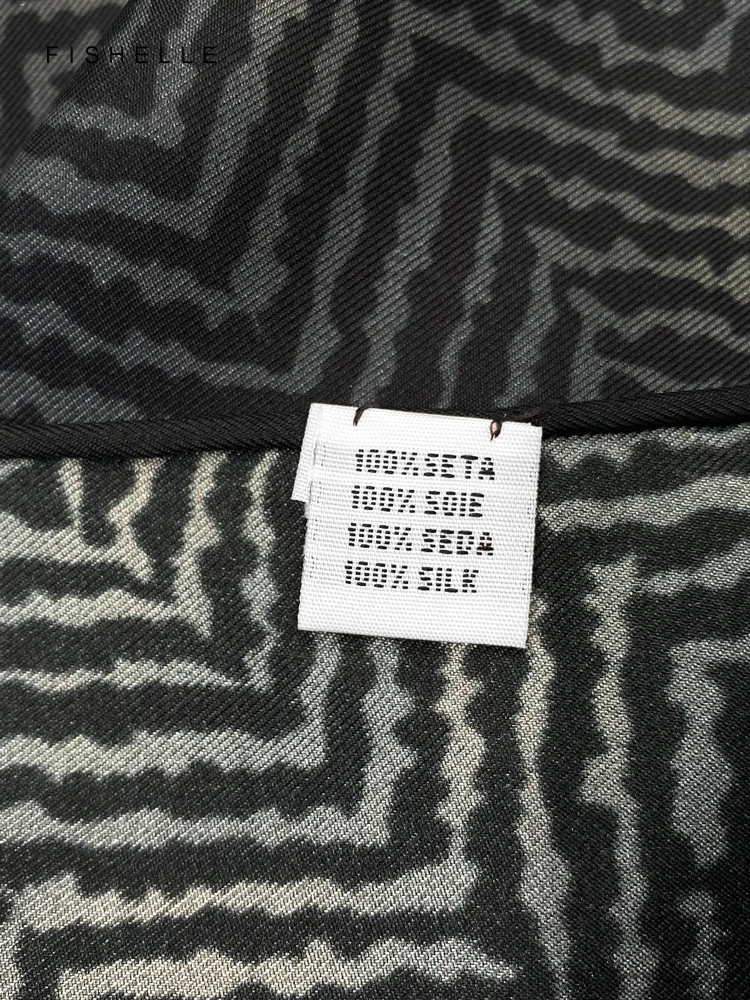 FISHELLE
100% SETA
100% SOIE
100% SEDA
100% SILK